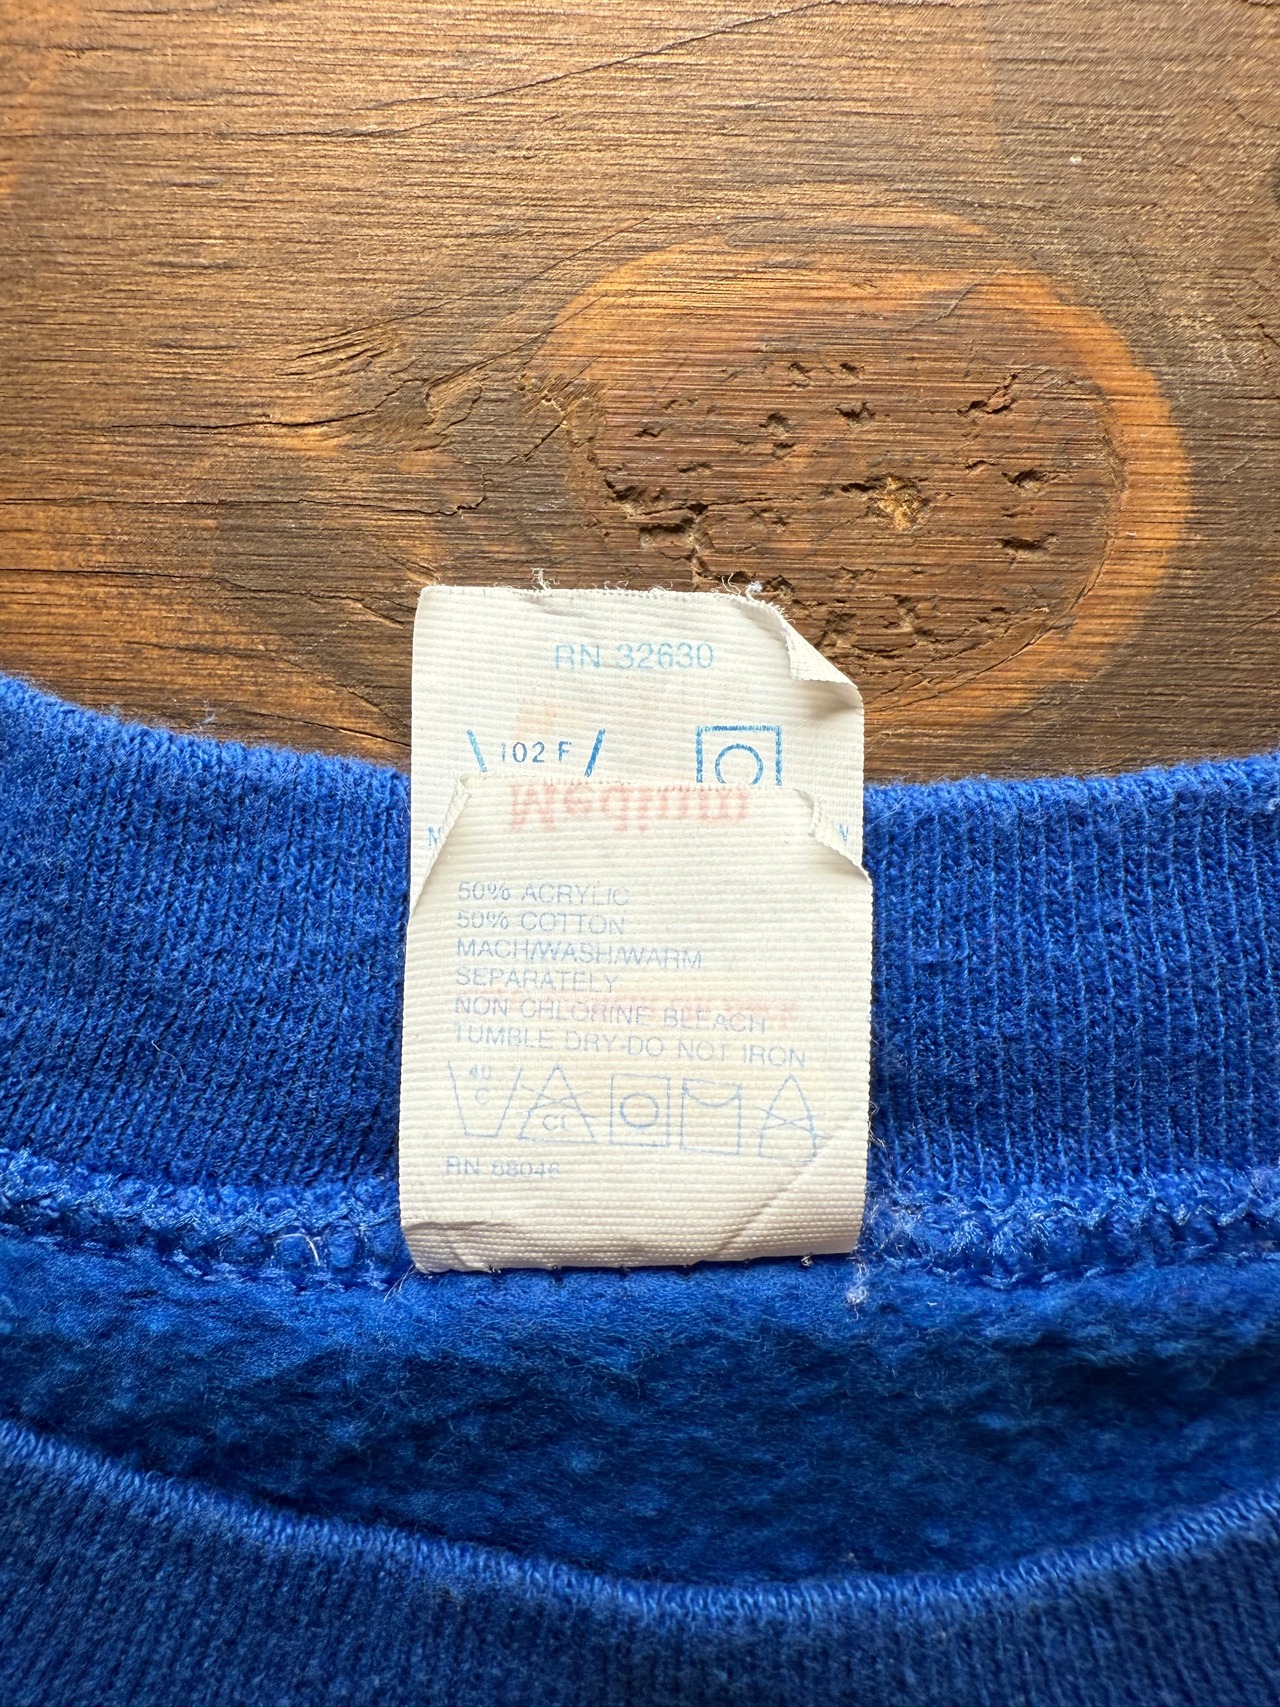 RN 32630
102 F
Medium
50% ACRYLIC
50% COTTON
MACH/WASH/WARM
SEPARATELY
NON CHLORINE BLEACH
TUMBLE DRY-DO NOT IRON
40
C
Cl
RN 68046